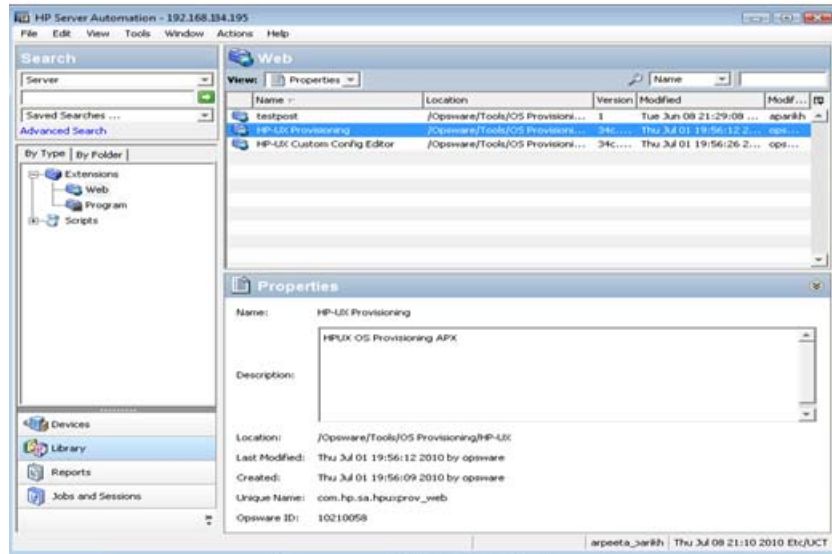 HP Server Automation - 192.168.184.195
File Edit View Tools Window Actions Help
Search
Server
Saved Searches ...
Advanced Search
By Type By Folder
Extensions
Web
Program
Scripts
Devices
Library
Reports
Jobs and Sessions
Web
View: Properties
Name
Name Location Version Modified Modif...
testpost /Opsware/Tools/OS Provisioni... 1 Tue Jun 08 21:29:08 ... aparikh
HP-UX Provisioning /Opsware/Tools/OS Provisioni... 34c.... Thu Jul 01 19:56:12 2... ops...
HP-UX Custom Config Editor /Opsware/Tools/OS Provisioni... 34c.... Thu Jul 01 19:56:26 2... ops...
Properties
Name: HP-UX Provisioning
Description: HPUX OS Provisioning APX
Location: /Opsware/Tools/OS Provisioning/HP-UX
Last Modified: Thu Jul 01 19:56:12 2010 by opsware
Created: Thu Jul 01 19:56:09 2010 by opsware
Unique Name: com.hp.sa.hpuxprov_web
Opsware ID: 10210058
arpeeta_parikh Thu Jul 08 21:10 2010 Etc/UCT